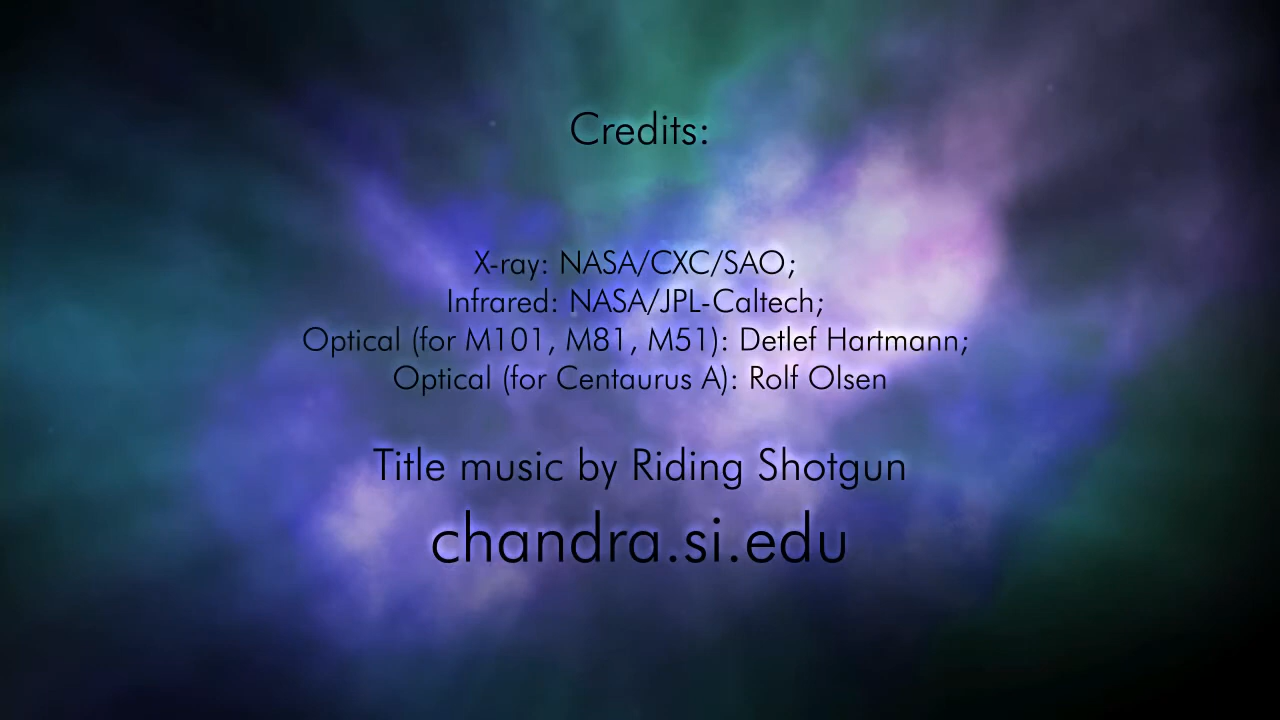 Credits:
X-ray: NASA/CXC/SAO;
Infrared: NASA/JPL-Caltech;
Optical (for M101, M81, M51): Detlef Hartmann;
Optical (for Centaurus A): Rolf Olsen
Title music by Riding Shotgun
chandra.si.edu